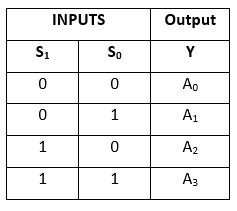 INPUTS Output
S₁ S₀ Y
0 0 A₀
0 1 A₁
1 0 A₂
1 1 A₃